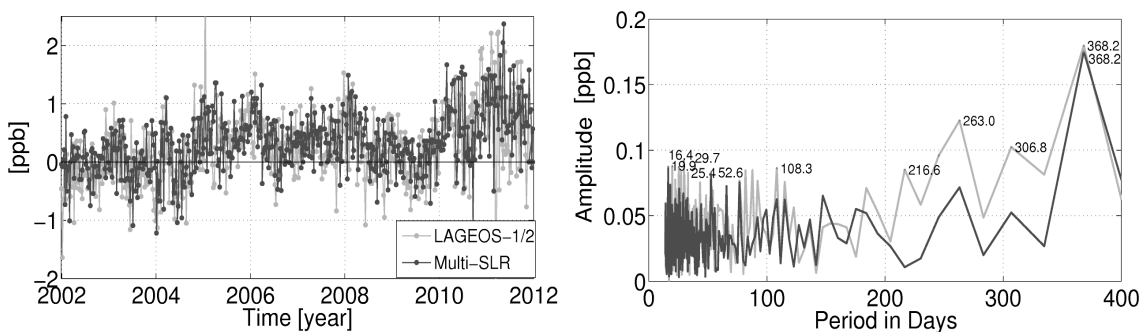 [ppb]
2
1
0
−1
−2
2002 2004 2006 2008 2010 2012
Time [year]
LAGEOS−1/2
Multi−SLR
Amplitude [ppb]
0.2
0.15
0.1
0.05
0
0 100 200 300 400
Period in Days
16.4
29.7
19.9
25.4
52.6
108.3
216.6
263.0
306.8
368.2
368.2